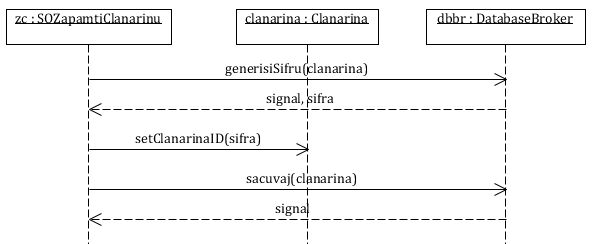 zc : SOZapamtiClanarinu
clanarina : Clanarina
dbbr : DatabaseBroker
generisiSifru(clanarina)
signal, sifra
setClanarinaID(sifra)
sacuvaj(clanarina)
signal